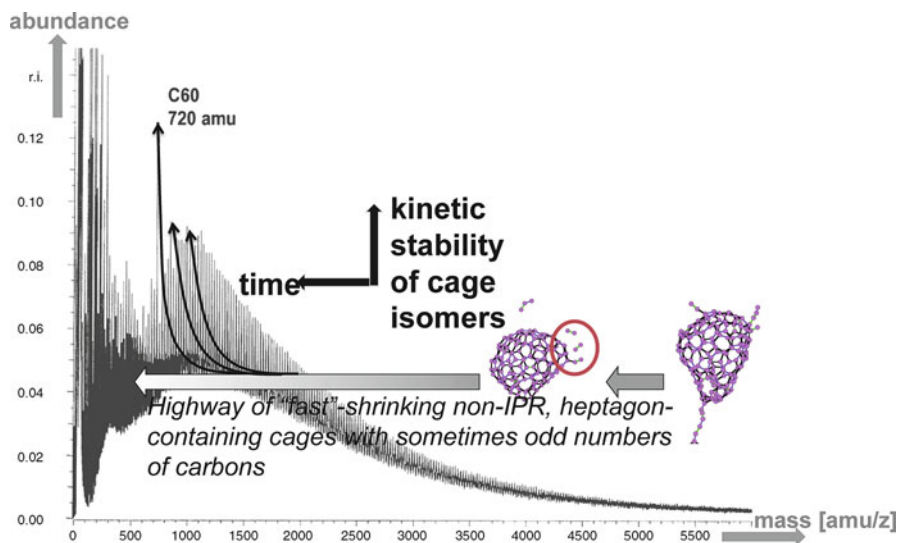 abundance
r.i.
C60
720 amu
0.12
0.10
kinetic
stability
of cage
isomers
time
0.08
0.06
0.04
Highway of "fast"-shrinking non-IPR, heptagon-
containing cages with sometimes odd numbers
of carbons
0.02
0.00
0 500 1000 1500 2000 2500 3000 3500 4000 4500 5000 5500
mass [amu/z]